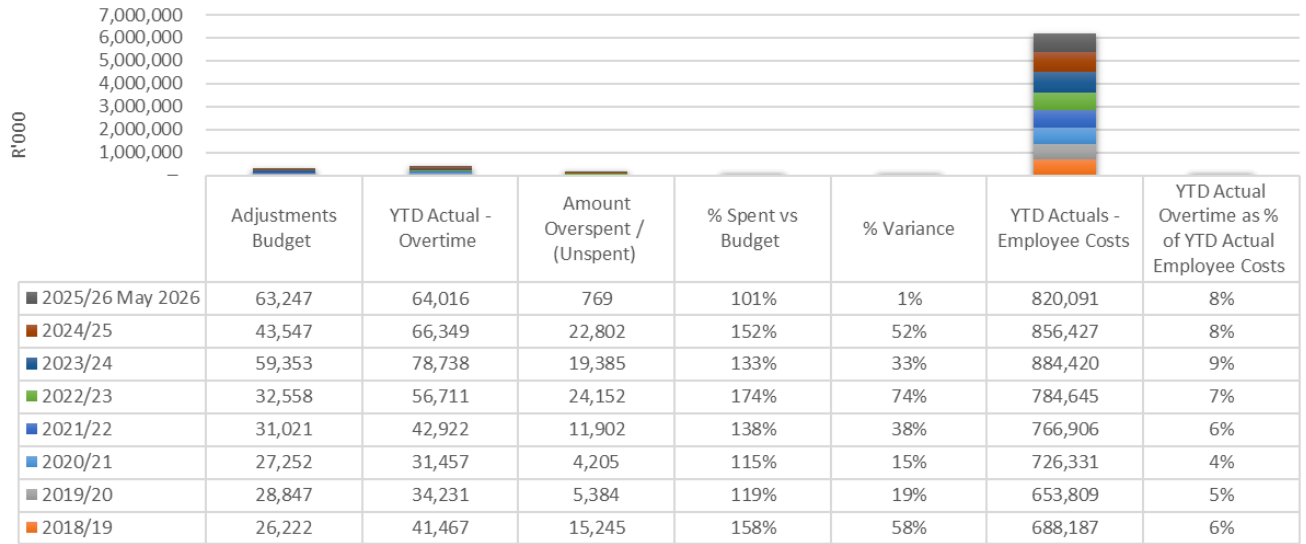 7,000,000
6,000,000
5,000,000
4,000,000
3,000,000
2,000,000
1,000,000
–
R'000
Adjustments Budget | YTD Actual - Overtime | Amount Overspent / (Unspent) | % Spent vs Budget | % Variance | YTD Actuals - Employee Costs | YTD Actual Overtime as % of YTD Actual Employee Costs
2025/26 May 2026 63,247 64,016 769 101% 1% 820,091 8%
2024/25 43,547 66,349 22,802 152% 52% 856,427 8%
2023/24 59,353 78,738 19,385 133% 33% 884,420 9%
2022/23 32,558 56,711 24,152 174% 74% 784,645 7%
2021/22 31,021 42,922 11,902 138% 38% 766,906 6%
2020/21 27,252 31,457 4,205 115% 15% 726,331 4%
2019/20 28,847 34,231 5,384 119% 19% 653,809 5%
2018/19 26,222 41,467 15,245 158% 58% 688,187 6%